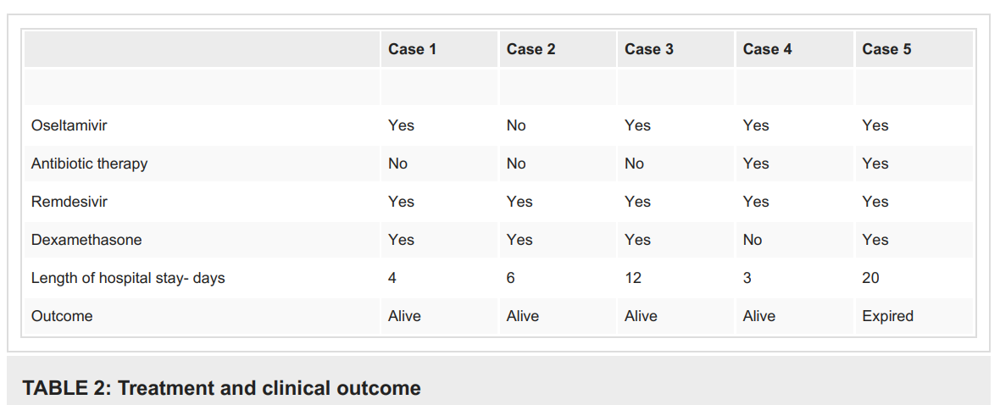 Case 1 Case 2 Case 3 Case 4 Case 5
Oseltamivir Yes No Yes Yes Yes
Antibiotic therapy No No No Yes Yes
Remdesivir Yes Yes Yes Yes Yes
Dexamethasone Yes Yes Yes No Yes
Length of hospital stay- days 4 6 12 3 20
Outcome Alive Alive Alive Alive Expired
TABLE 2: Treatment and clinical outcome